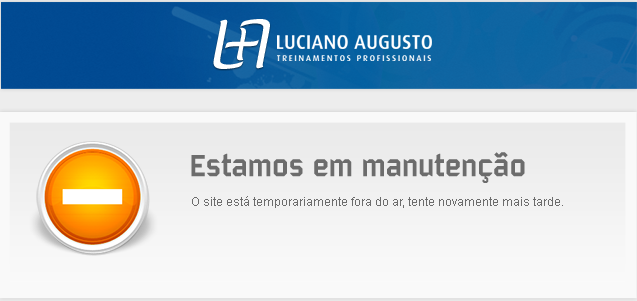 LUCIANO AUGUSTO
TREINAMENTOS PROFISSIONAIS
Estamos em manutenção
O site está temporariamente fora do ar, tente novamente mais tarde.